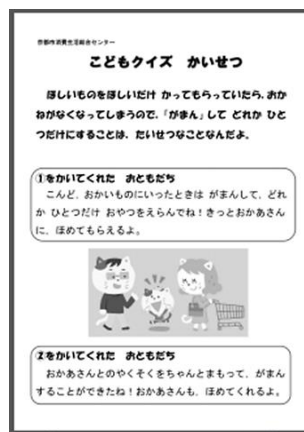 京都市消費生活総合センター
こどもクイズ　かいせつ
ほしいものをほしいだけ かってもらっていたら、おか
ねがなくなってしまうので、「がまん」して どれか ひと
つだけにすることは、たいせつなことなんだよ。
①をかいてくれた　おともだち
こんど、おかいものにいったときは がまんして、どれ
か ひとつだけ おやつをえらんでね！きっとおかあさん
に、ほめてもらえるよ。
②をかいてくれた　おともだち
おかあさんとのやくそくをちゃんとまもって、がまん
することができたね！おかあさんも、ほめてくれるよ。